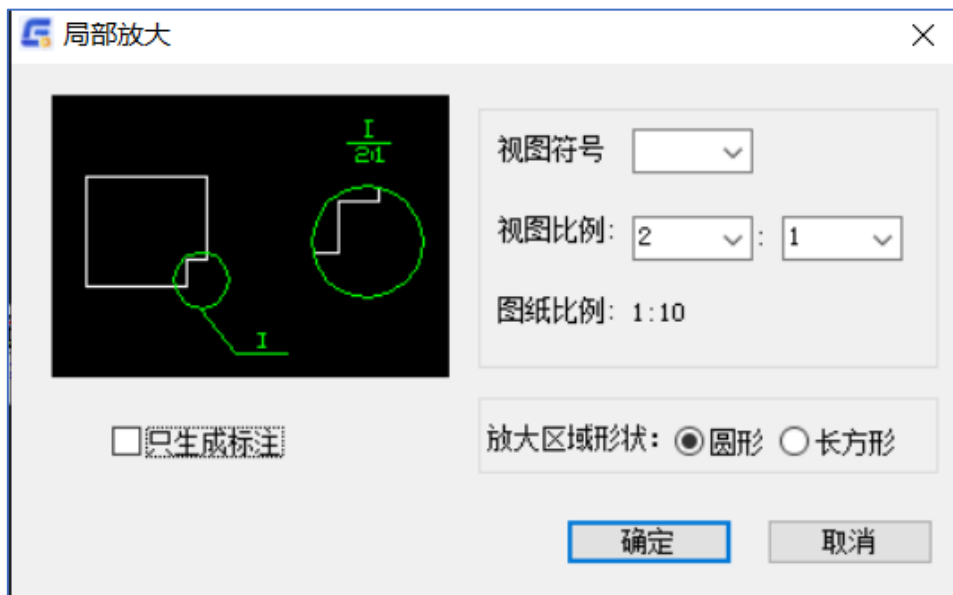 局部放大
I
2:1
I
视图符号
视图比例: 2 : 1
图纸比例: 1:10
只生成标注
放大区域形状: 圆形 长方形
确定 取消